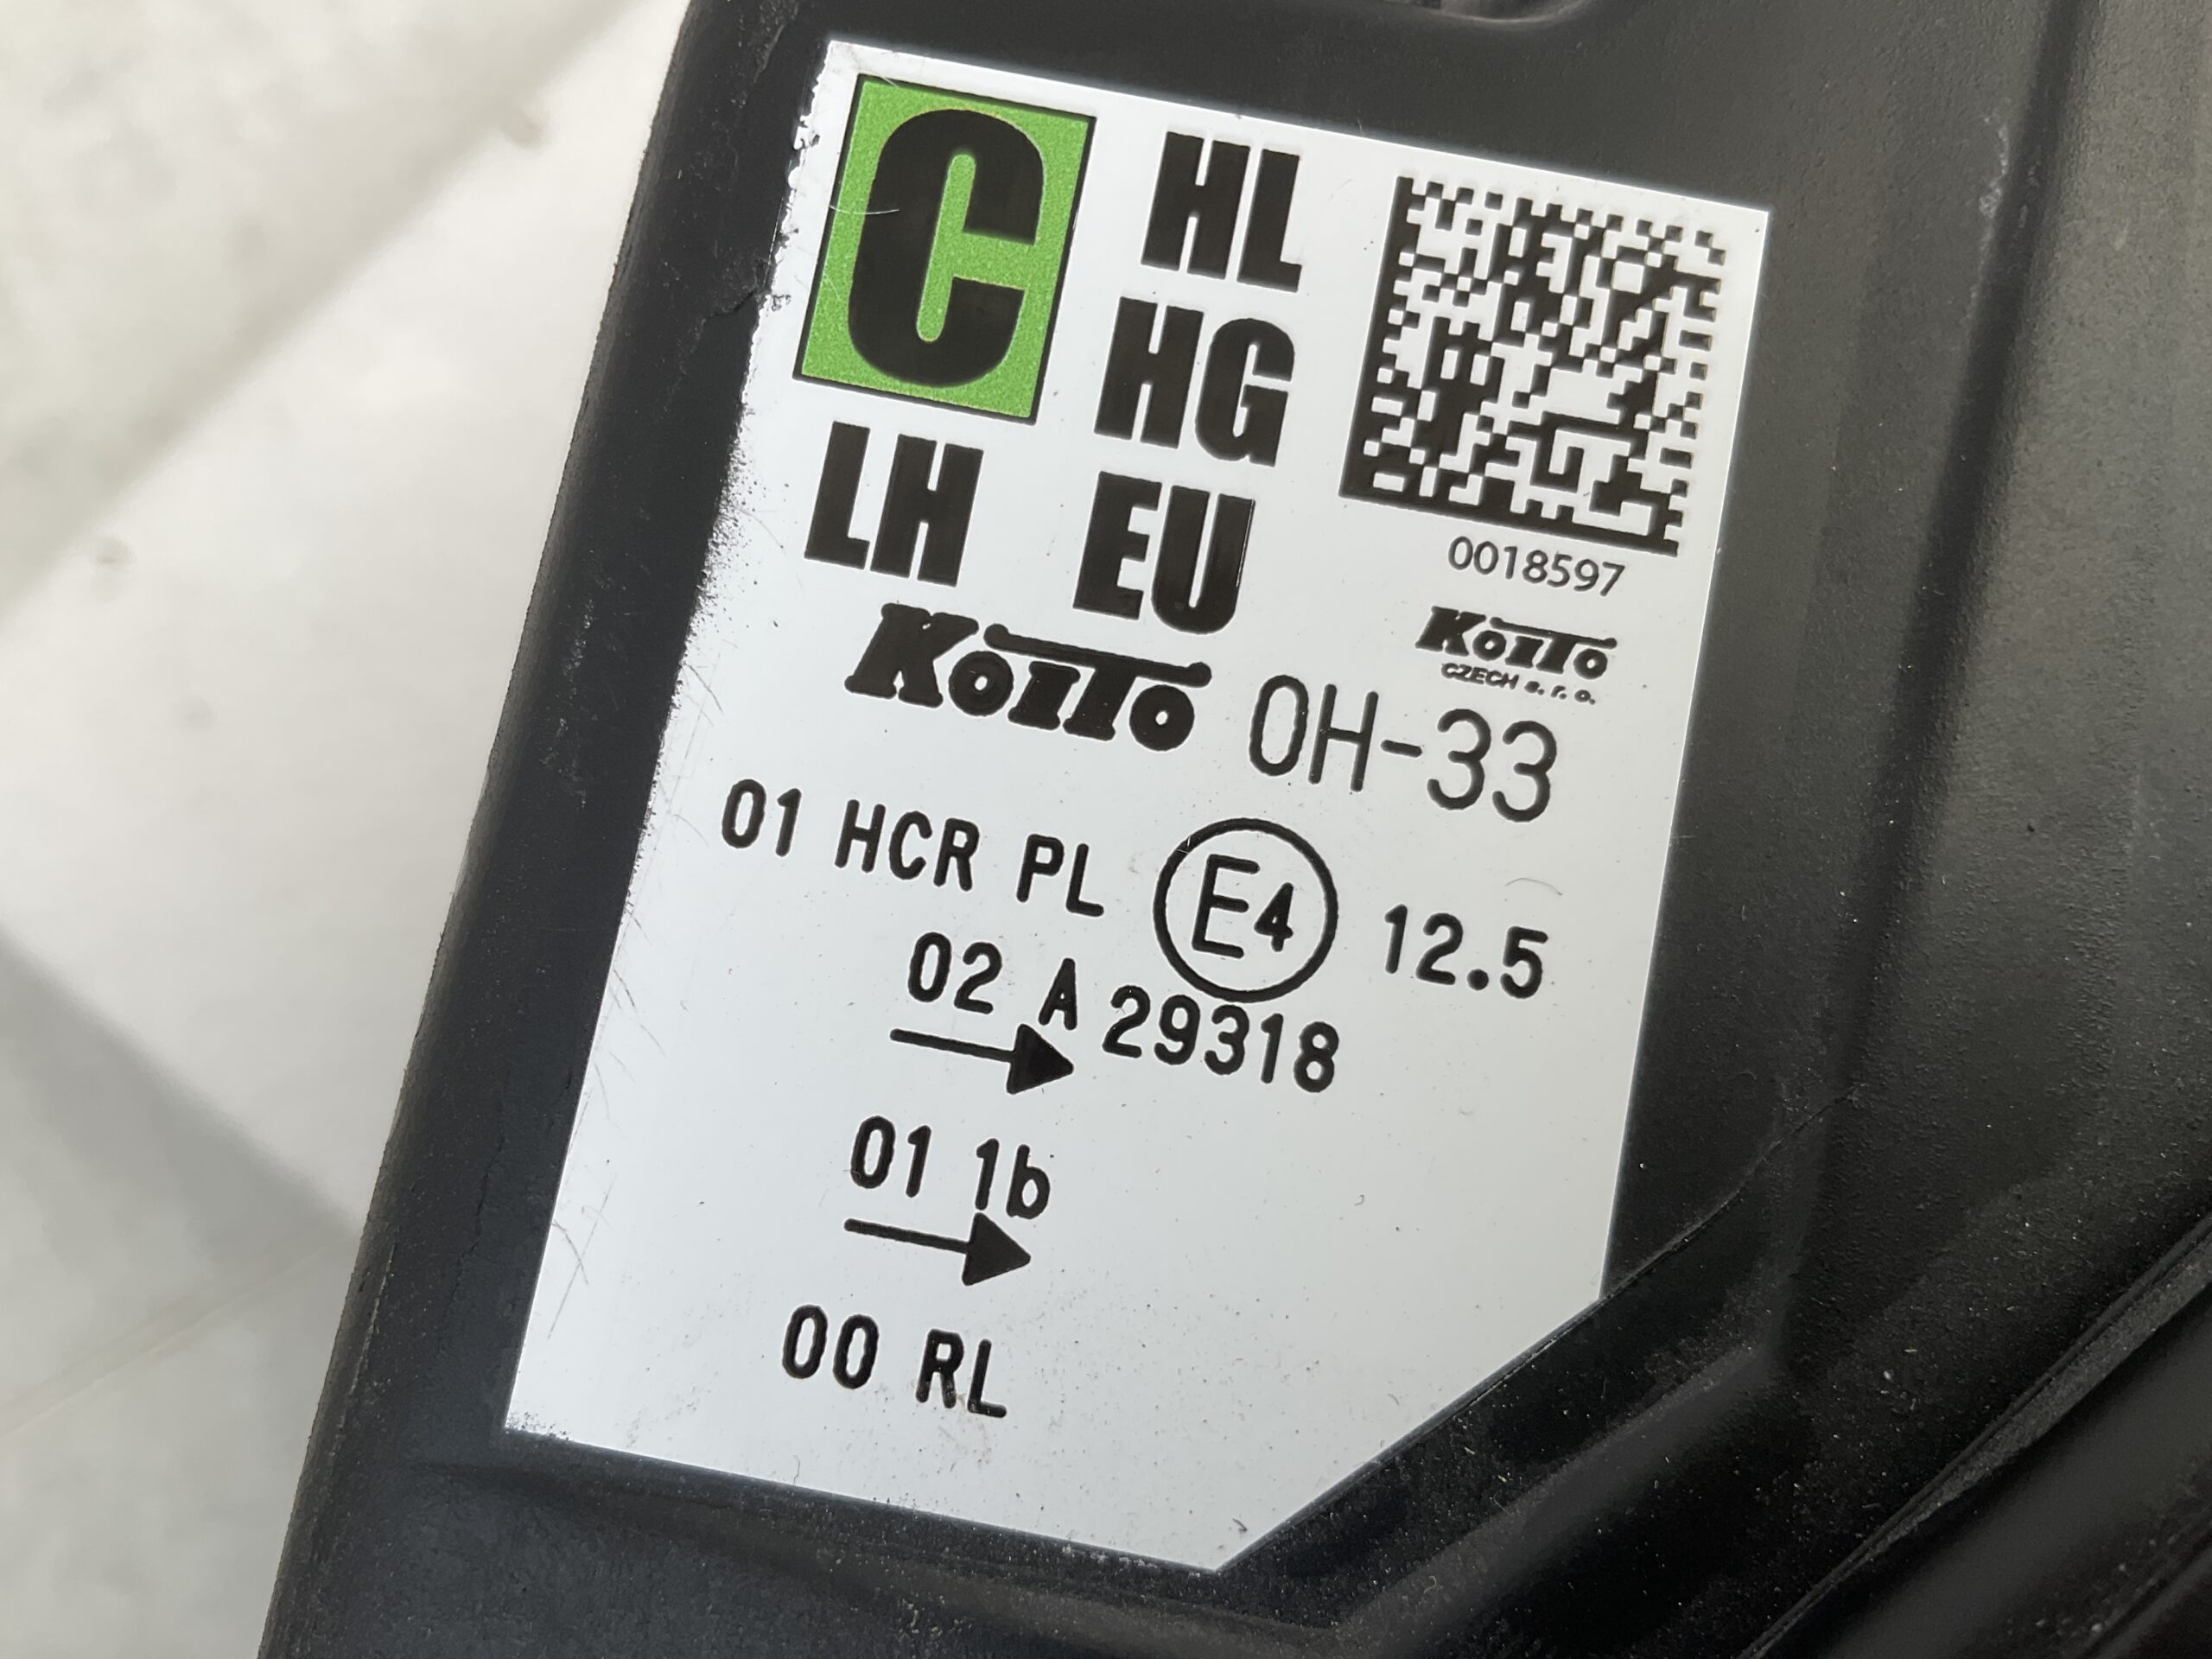 C HL
HG
LH EU
0018597
KOITO
CZECH s. r. o.
KOITO 0H-33
01 HCR PL E4 12.5
02 A 29318
→
01 1b
→
00 RL